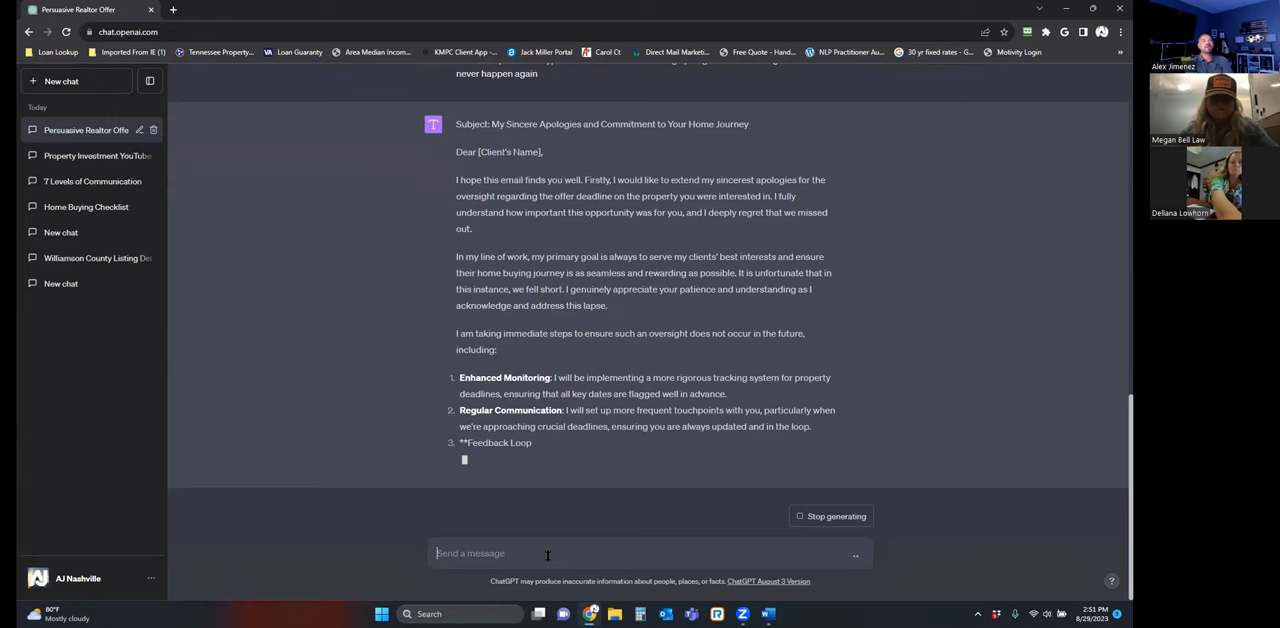 Persuasive Realtor Offer
chat.openai.com
Loan Lookup
Imported From IE (1)
Tennessee Property...
Loan Guaranty
Area Median Incom...
KMPC Client App -...
Jack Miller Portal
Carol Ct
Direct Mail Marketi...
Free Quote - Hand...
NLP Practitioner Au...
30 yr fixed rates - G...
Motivity Login
Alex Jimenez
Megan Bell Law
Dellana Lowhorn
New chat
Today
Persuasive Realtor Offe
Property Investment YouTube
7 Levels of Communication
Home Buying Checklist
New chat
Williamson County Listing De
New chat
AJ Nashville
never happen again
T
Subject: My Sincere Apologies and Commitment to Your Home Journey
Dear [Client's Name],
I hope this email finds you well. Firstly, I would like to extend my sincerest apologies for the
oversight regarding the offer deadline on the property you were interested in. I fully
understand how important this opportunity was for you, and I deeply regret that we missed
out.
In my line of work, my primary goal is always to serve my clients' best interests and ensure
their home buying journey is as seamless and rewarding as possible. It is unfortunate that in
this instance, we fell short. I genuinely appreciate your patience and understanding as I
acknowledge and address this lapse.
I am taking immediate steps to ensure such an oversight does not occur in the future,
including:
1. Enhanced Monitoring: I will be implementing a more rigorous tracking system for property
deadlines, ensuring that all key dates are flagged well in advance.
2. Regular Communication: I will set up more frequent touchpoints with you, particularly when
we're approaching crucial deadlines, ensuring you are always updated and in the loop.
3. **Feedback Loop
Stop generating
Send a message
ChatGPT may produce inaccurate information about people, places, or facts. ChatGPT August 3 Version
?
80°F
Mostly cloudy
Search
2:51 PM
8/29/2023